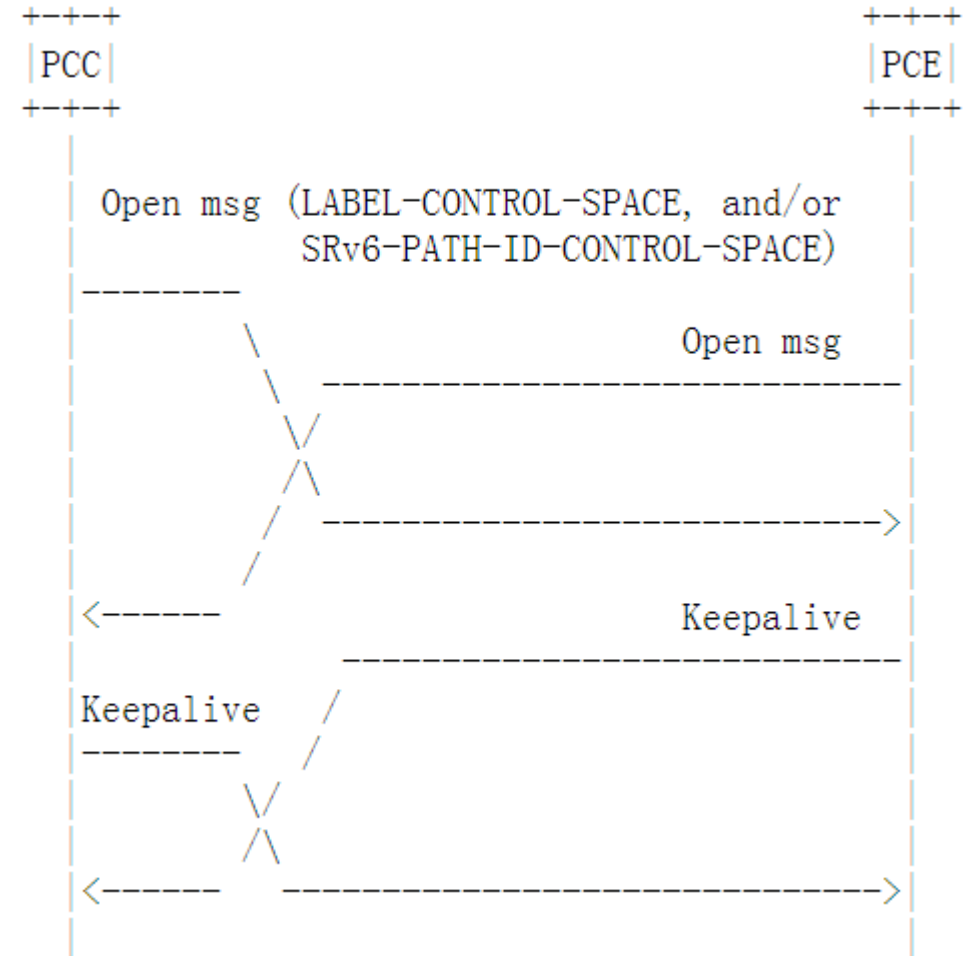 +-+-+ +-+-+
|PCC| |PCE|
+-+-+ +-+-+
Open msg (LABEL-CONTROL-SPACE, and/or
SRv6-PATH-ID-CONTROL-SPACE)
Open msg
Keepalive
Keepalive